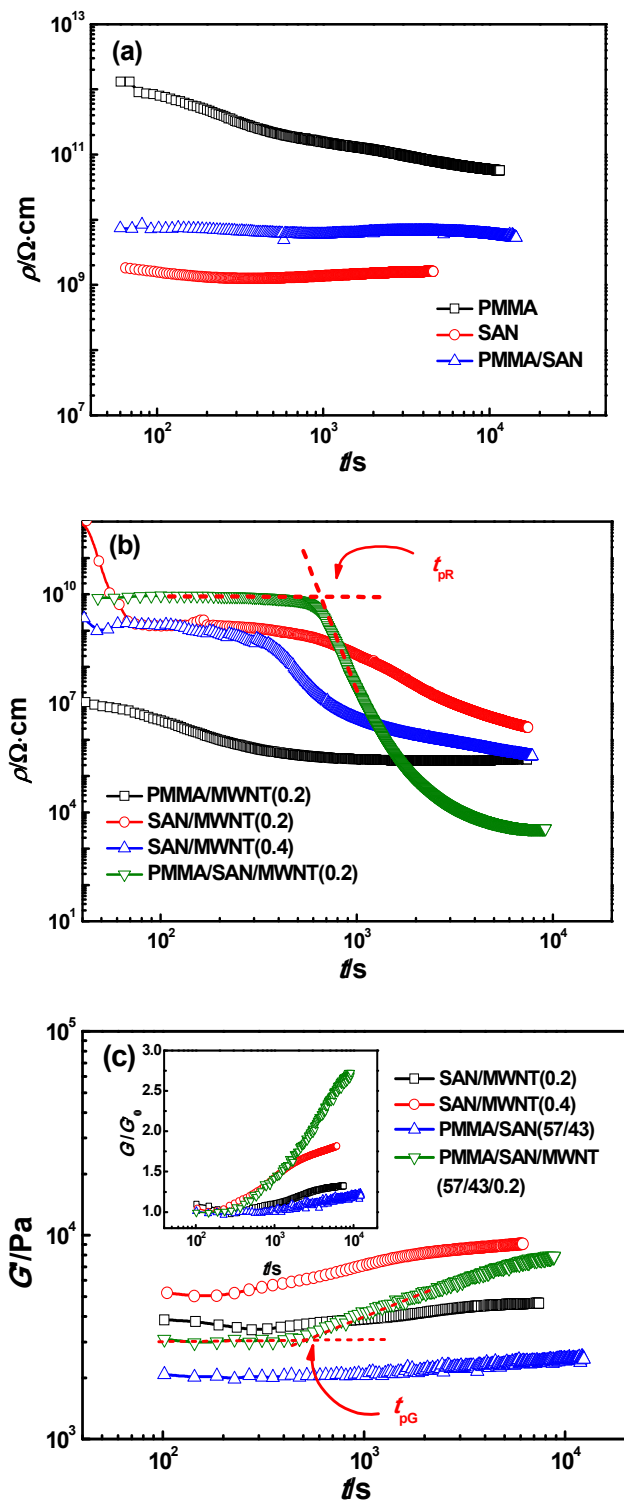 (a)
10^13
10^11
10^9
10^7
ρ/Ω·cm
PMMA
SAN
PMMA/SAN
10^2 10^3 10^4
t/s
(b)
t_pR
10^10
10^7
10^4
10^1
ρ/Ω·cm
PMMA/MWNT(0.2)
SAN/MWNT(0.2)
SAN/MWNT(0.4)
PMMA/SAN/MWNT(0.2)
10^2 10^3 10^4
t/s
(c)
10^5
10^4
10^3
G'/Pa
3.0
2.5
2.0
1.5
1.0
G'/G'_0
10^2 10^3 10^4
t/s
SAN/MWNT(0.2)
SAN/MWNT(0.4)
PMMA/SAN(57/43)
PMMA/SAN/MWNT
(57/43/0.2)
t_pG
10^2 10^3 10^4
t/s